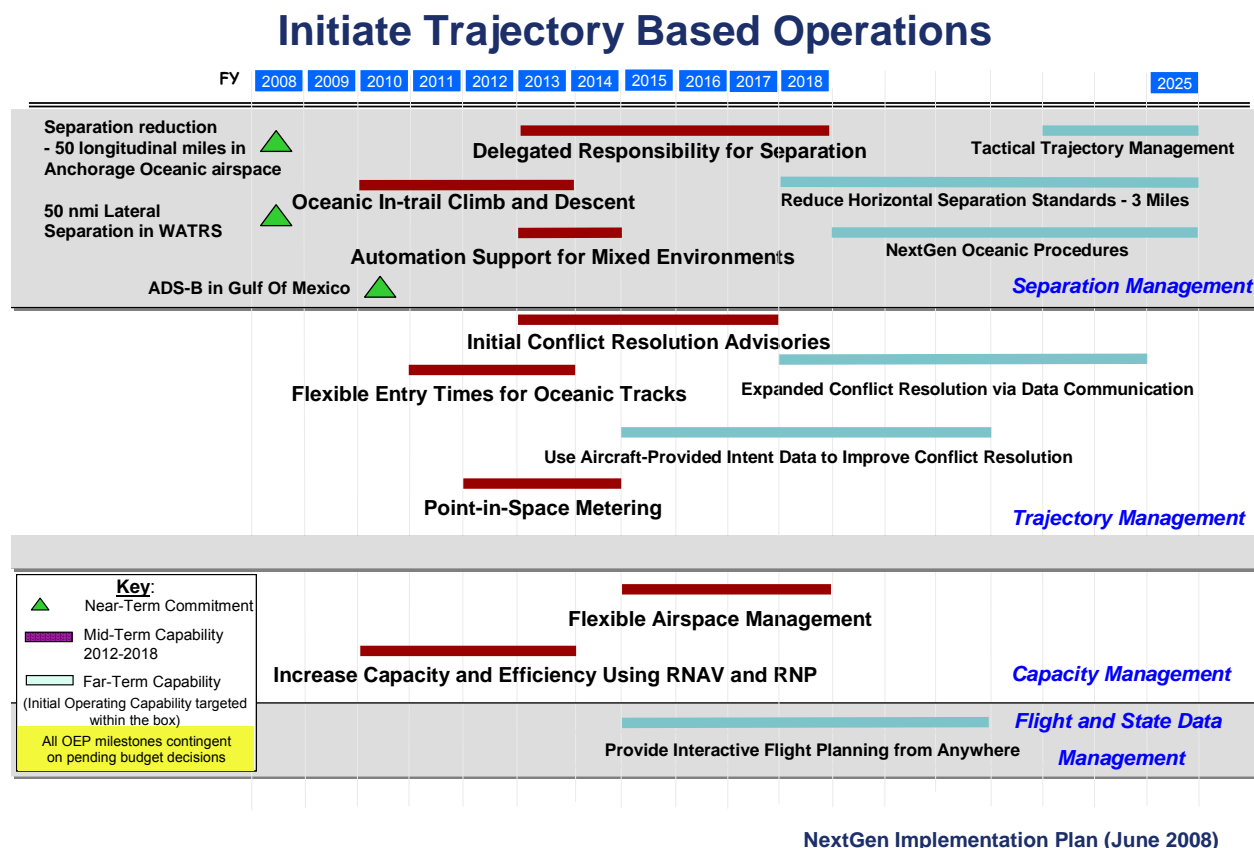 Initiate Trajectory Based Operations
FY 2008 2009 2010 2011 2012 2013 2014 2015 2016 2017 2018 2025
Separation reduction
- 50 longitudinal miles in
Anchorage Oceanic airspace
Delegated Responsibility for Separation
Tactical Trajectory Management
Oceanic In-trail Climb and Descent
Reduce Horizontal Separation Standards - 3 Miles
50 nmi Lateral
Separation in WATRS
Automation Support for Mixed Environments
NextGen Oceanic Procedures
ADS-B in Gulf Of Mexico
Separation Management
Initial Conflict Resolution Advisories
Flexible Entry Times for Oceanic Tracks
Expanded Conflict Resolution via Data Communication
Use Aircraft-Provided Intent Data to Improve Conflict Resolution
Point-in-Space Metering
Trajectory Management
Flexible Airspace Management
Increase Capacity and Efficiency Using RNAV and RNP
Capacity Management
Provide Interactive Flight Planning from Anywhere
Flight and State Data
Management
Key:
Near-Term Commitment
Mid-Term Capability
2012-2018
Far-Term Capability
(Initial Operating Capability targeted
within the box)
All OEP milestones contingent
on pending budget decisions
NextGen Implementation Plan (June 2008)